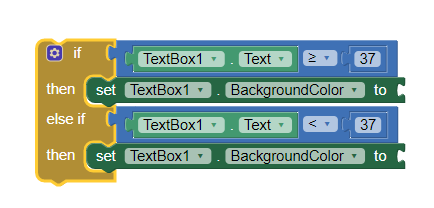 if TextBox1 . Text ≥ 37
then set TextBox1 . BackgroundColor to
else if TextBox1 . Text < 37
then set TextBox1 . BackgroundColor to